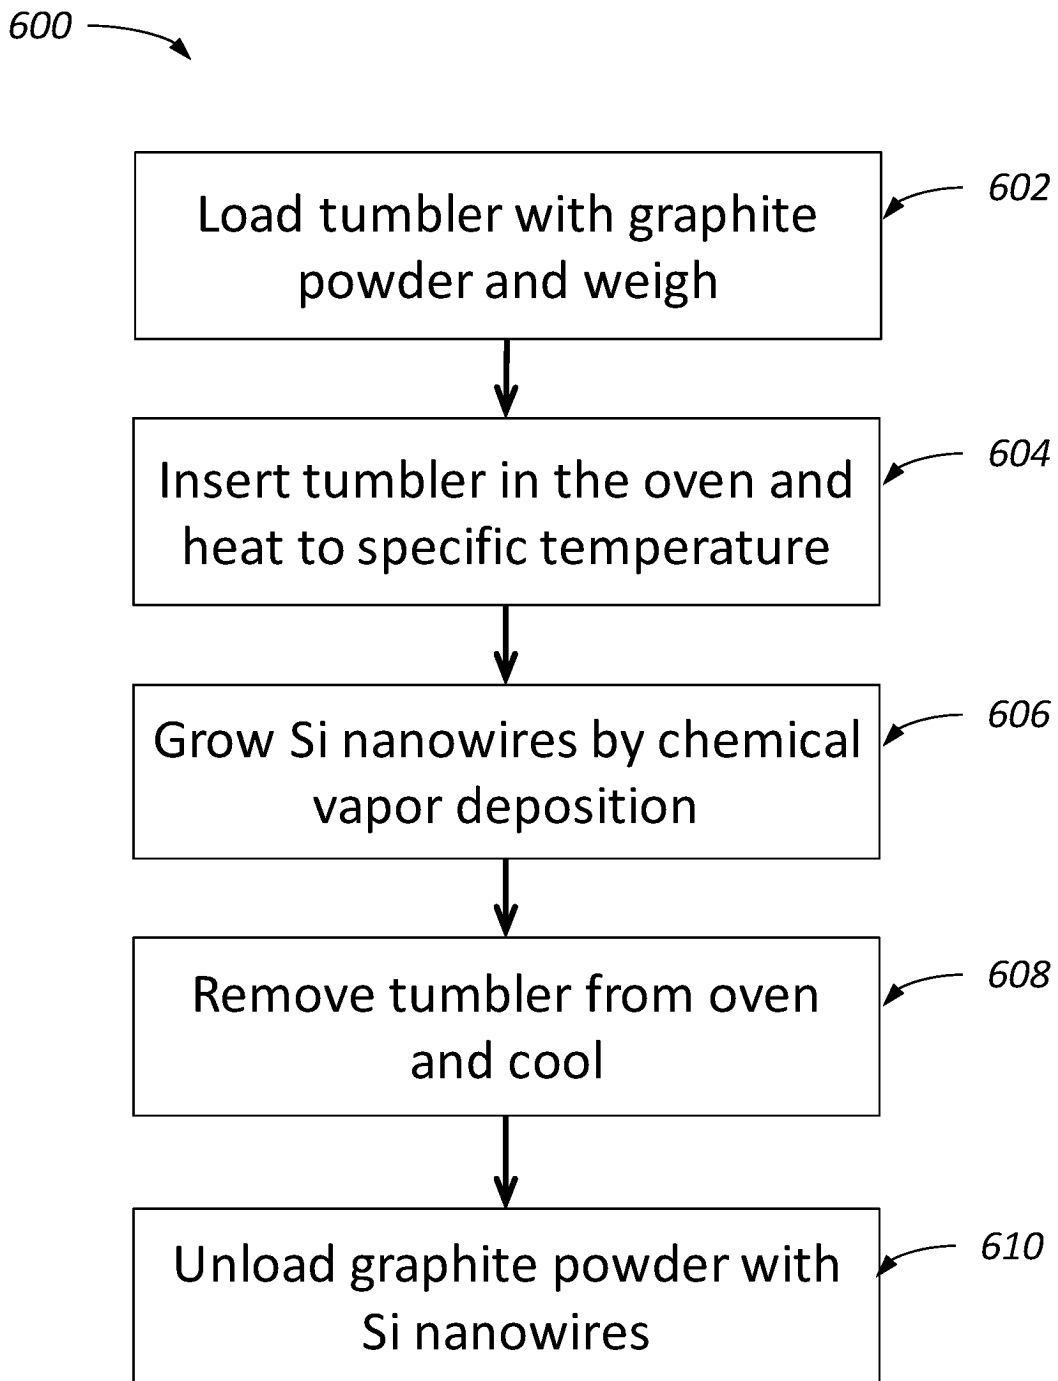 600
Load tumbler with graphite
powder and weigh
602
Insert tumbler in the oven and
heat to specific temperature
604
Grow Si nanowires by chemical
vapor deposition
606
Remove tumbler from oven
and cool
608
Unload graphite powder with
Si nanowires
610